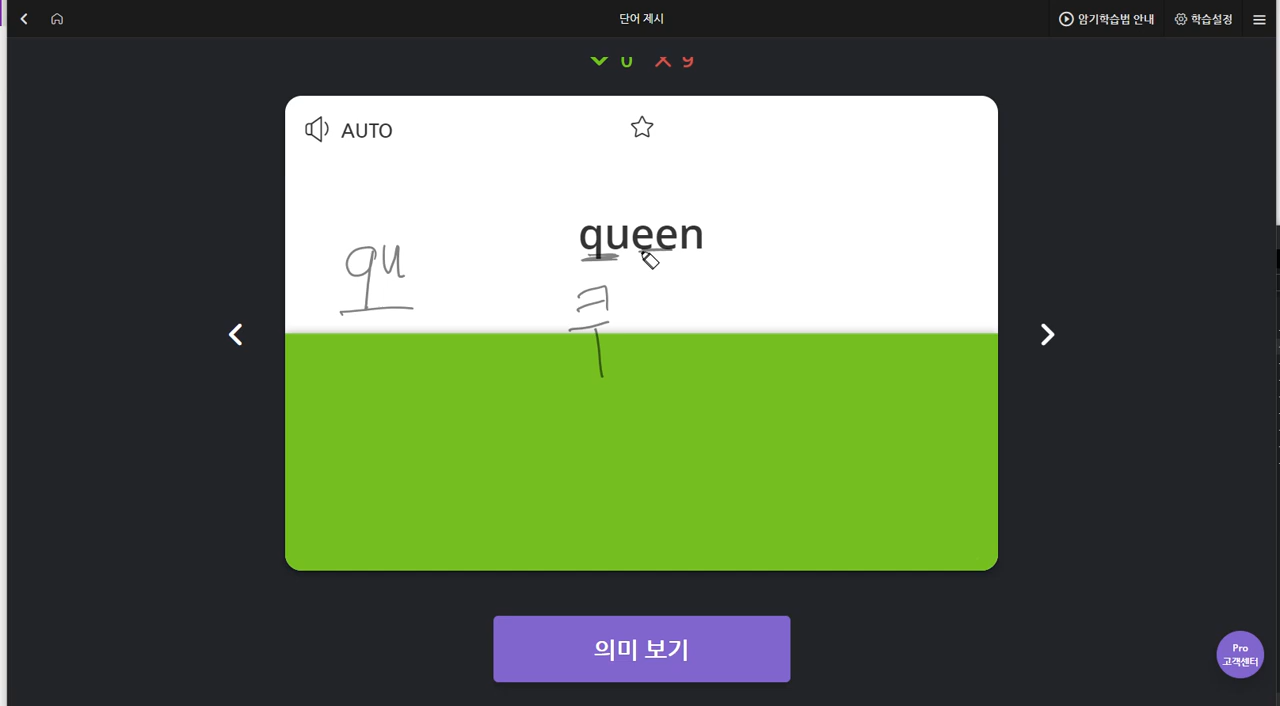 단어 제시
암기학습법 안내
학습설정
AUTO
queen
qu
쿠
의미 보기
Pro
고객센터